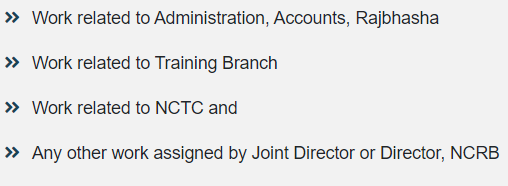 Work related to Administration, Accounts, Rajbhasha
Work related to Training Branch
Work related to NCTC and
Any other work assigned by Joint Director or Director, NCRB